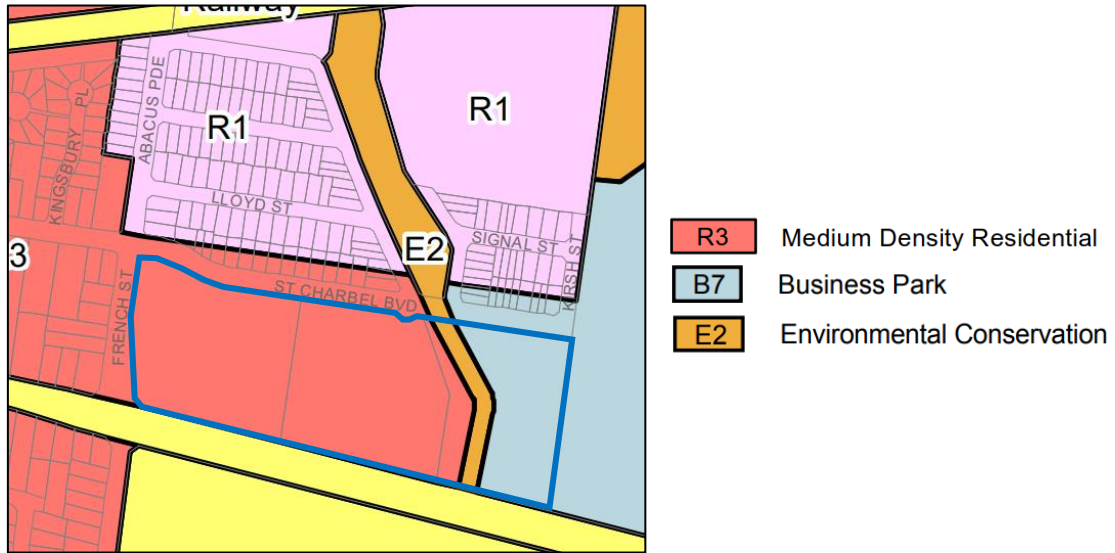 Railway
ABACUS PDE
KINGSBURY PL
R1
R1
LLOYD ST
SIGNAL ST
KIRSH ST
E2
3
ST CHARBEL BVD
FRENCH ST
R3 Medium Density Residential
B7 Business Park
E2 Environmental Conservation